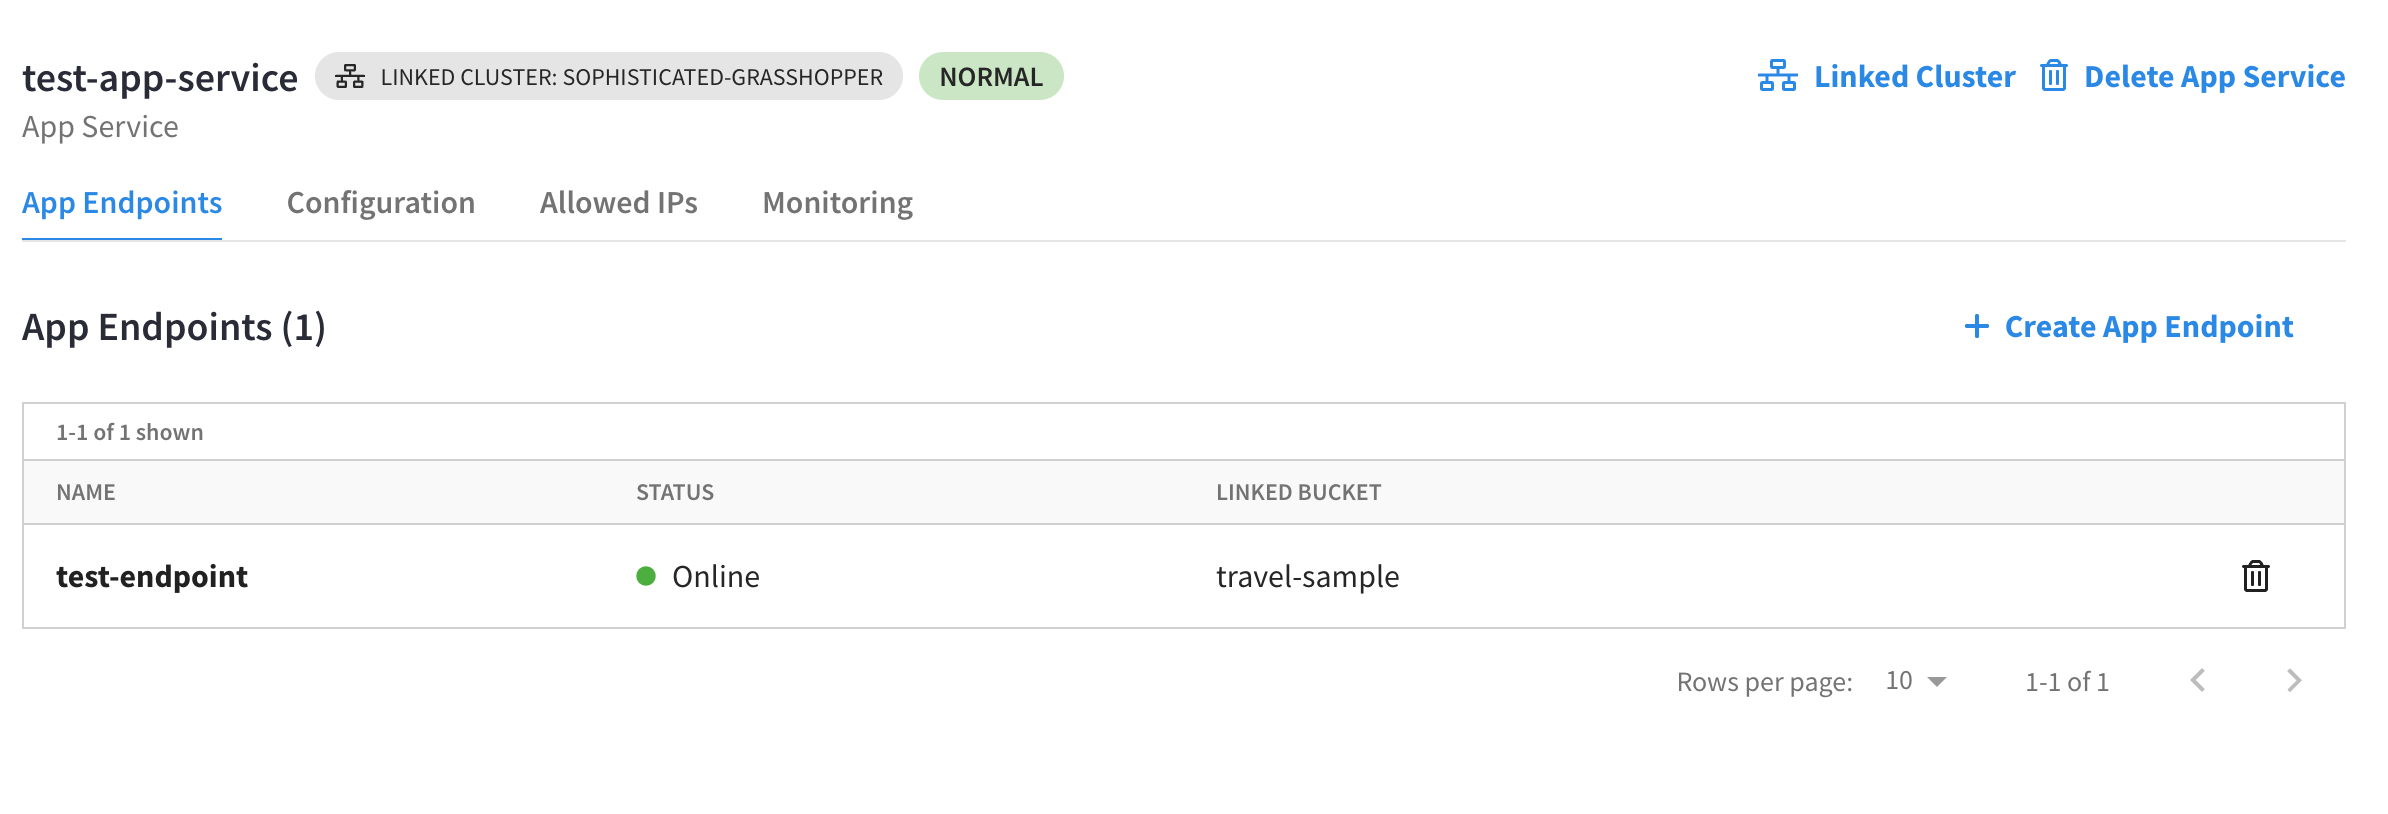 test-app-service LINKED CLUSTER: SOPHISTICATED-GRASSHOPPER NORMAL Linked Cluster Delete App Service
App Service
App Endpoints Configuration Allowed IPs Monitoring
App Endpoints (1) + Create App Endpoint
1-1 of 1 shown
NAME STATUS LINKED BUCKET
test-endpoint Online travel-sample
Rows per page: 10 1-1 of 1